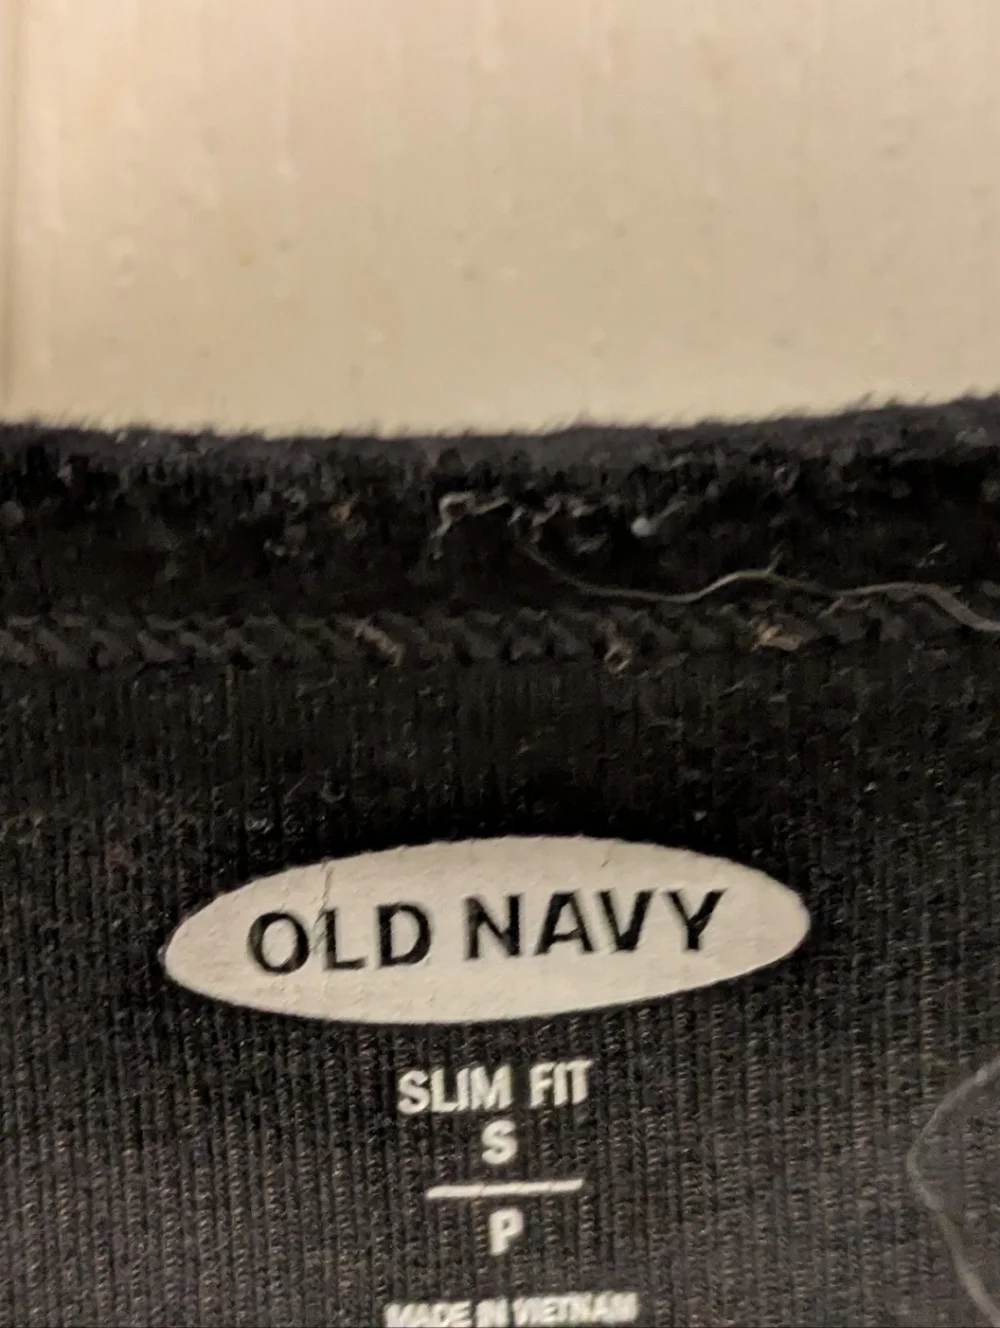 OLD NAVY
SLIM FIT
S
P
MADE IN VIETNAM